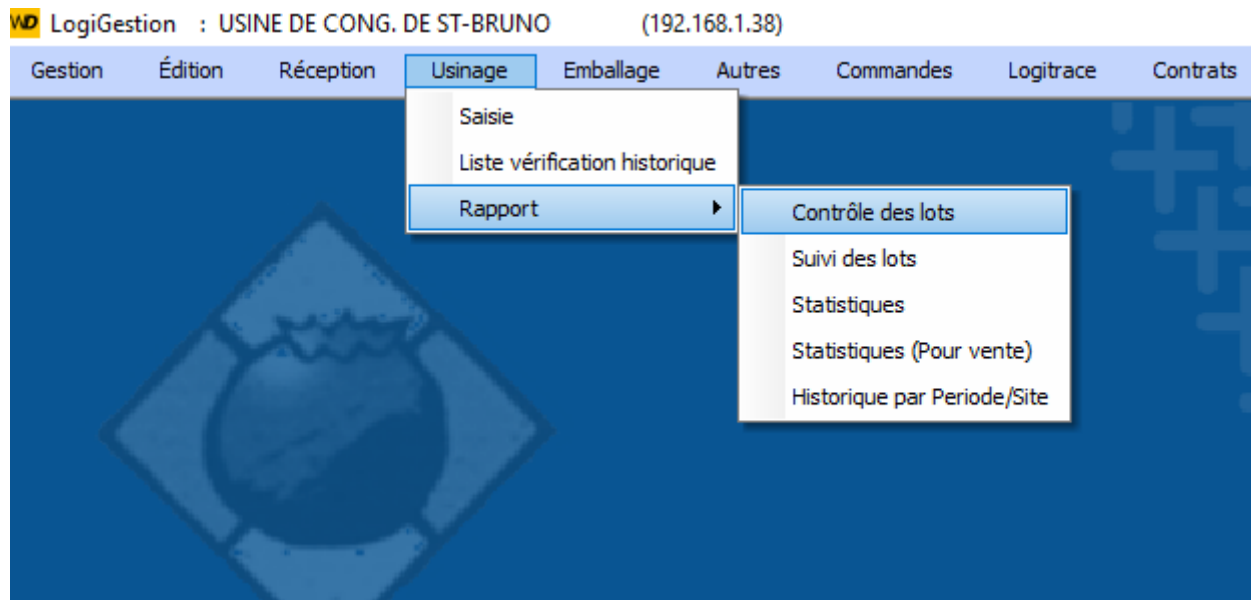 WD LogiGestion : USINE DE CONG. DE ST-BRUNO (192.168.1.38)
Gestion Édition Réception Usinage Emballage Autres Commandes Logitrace Contrats
Saisie
Liste vérification historique
Rapport
Contrôle des lots
Suivi des lots
Statistiques
Statistiques (Pour vente)
Historique par Periode/Site